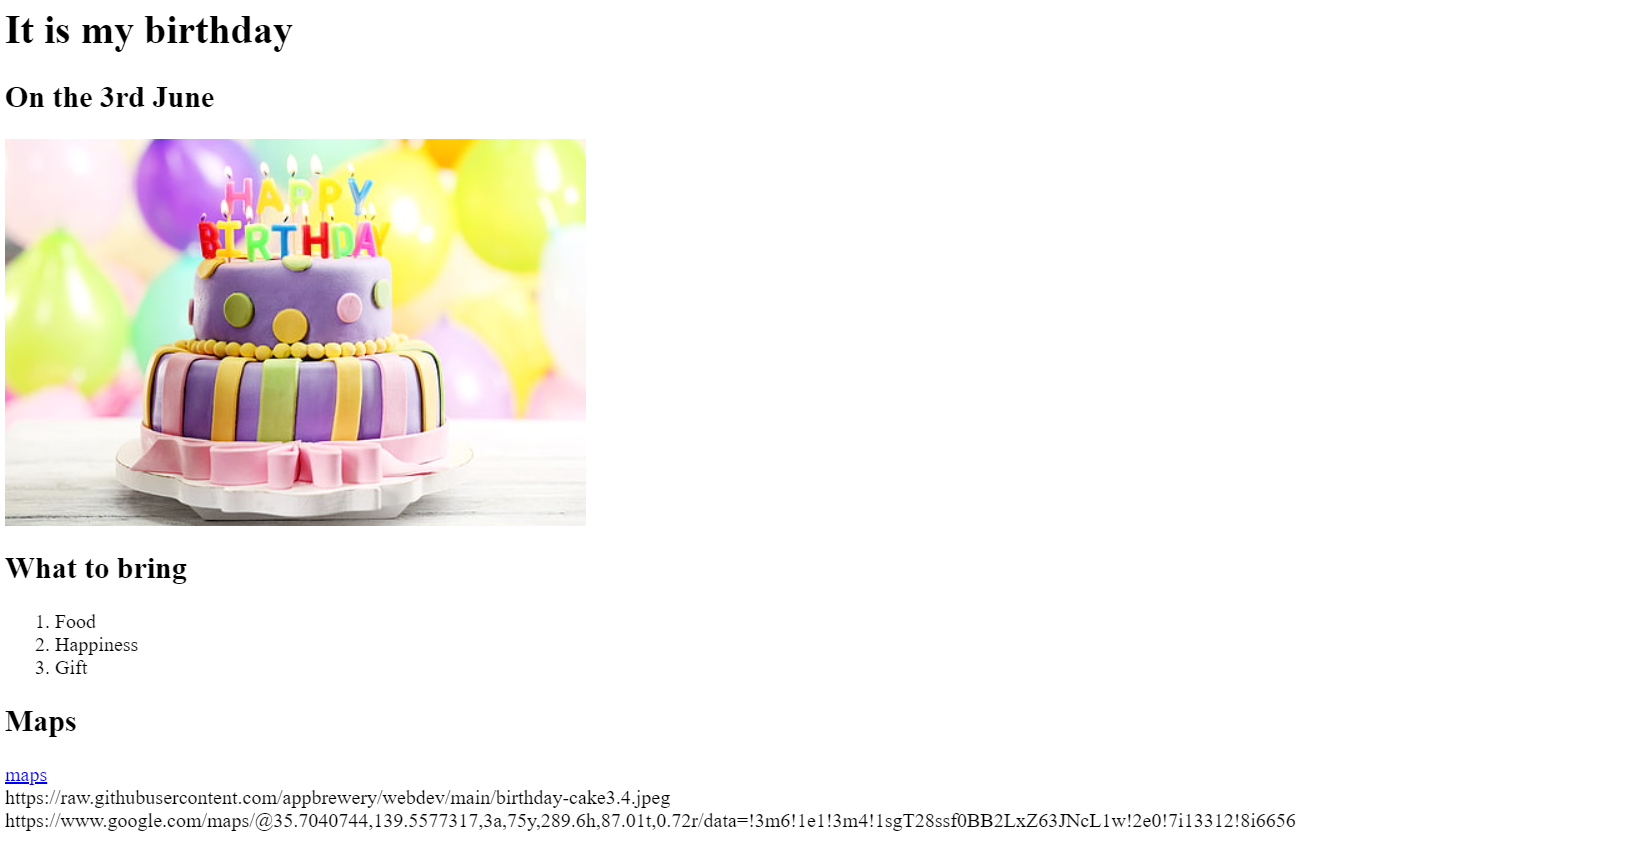 It is my birthday
On the 3rd June
HAPPY
BIRTHDAY
What to bring
1. Food
2. Happiness
3. Gift
Maps
maps
https://raw.githubusercontent.com/appbrewery/webdev/main/birthday-cake3.4.jpeg
https://www.google.com/maps/@35.7040744,139.5577317,3a,75y,289.6h,87.01t,0.72r/data=!3m6!1e1!3m4!1sgT28ssf0BB2LxZ63JNcL1w!2e0!7i13312!8i6656